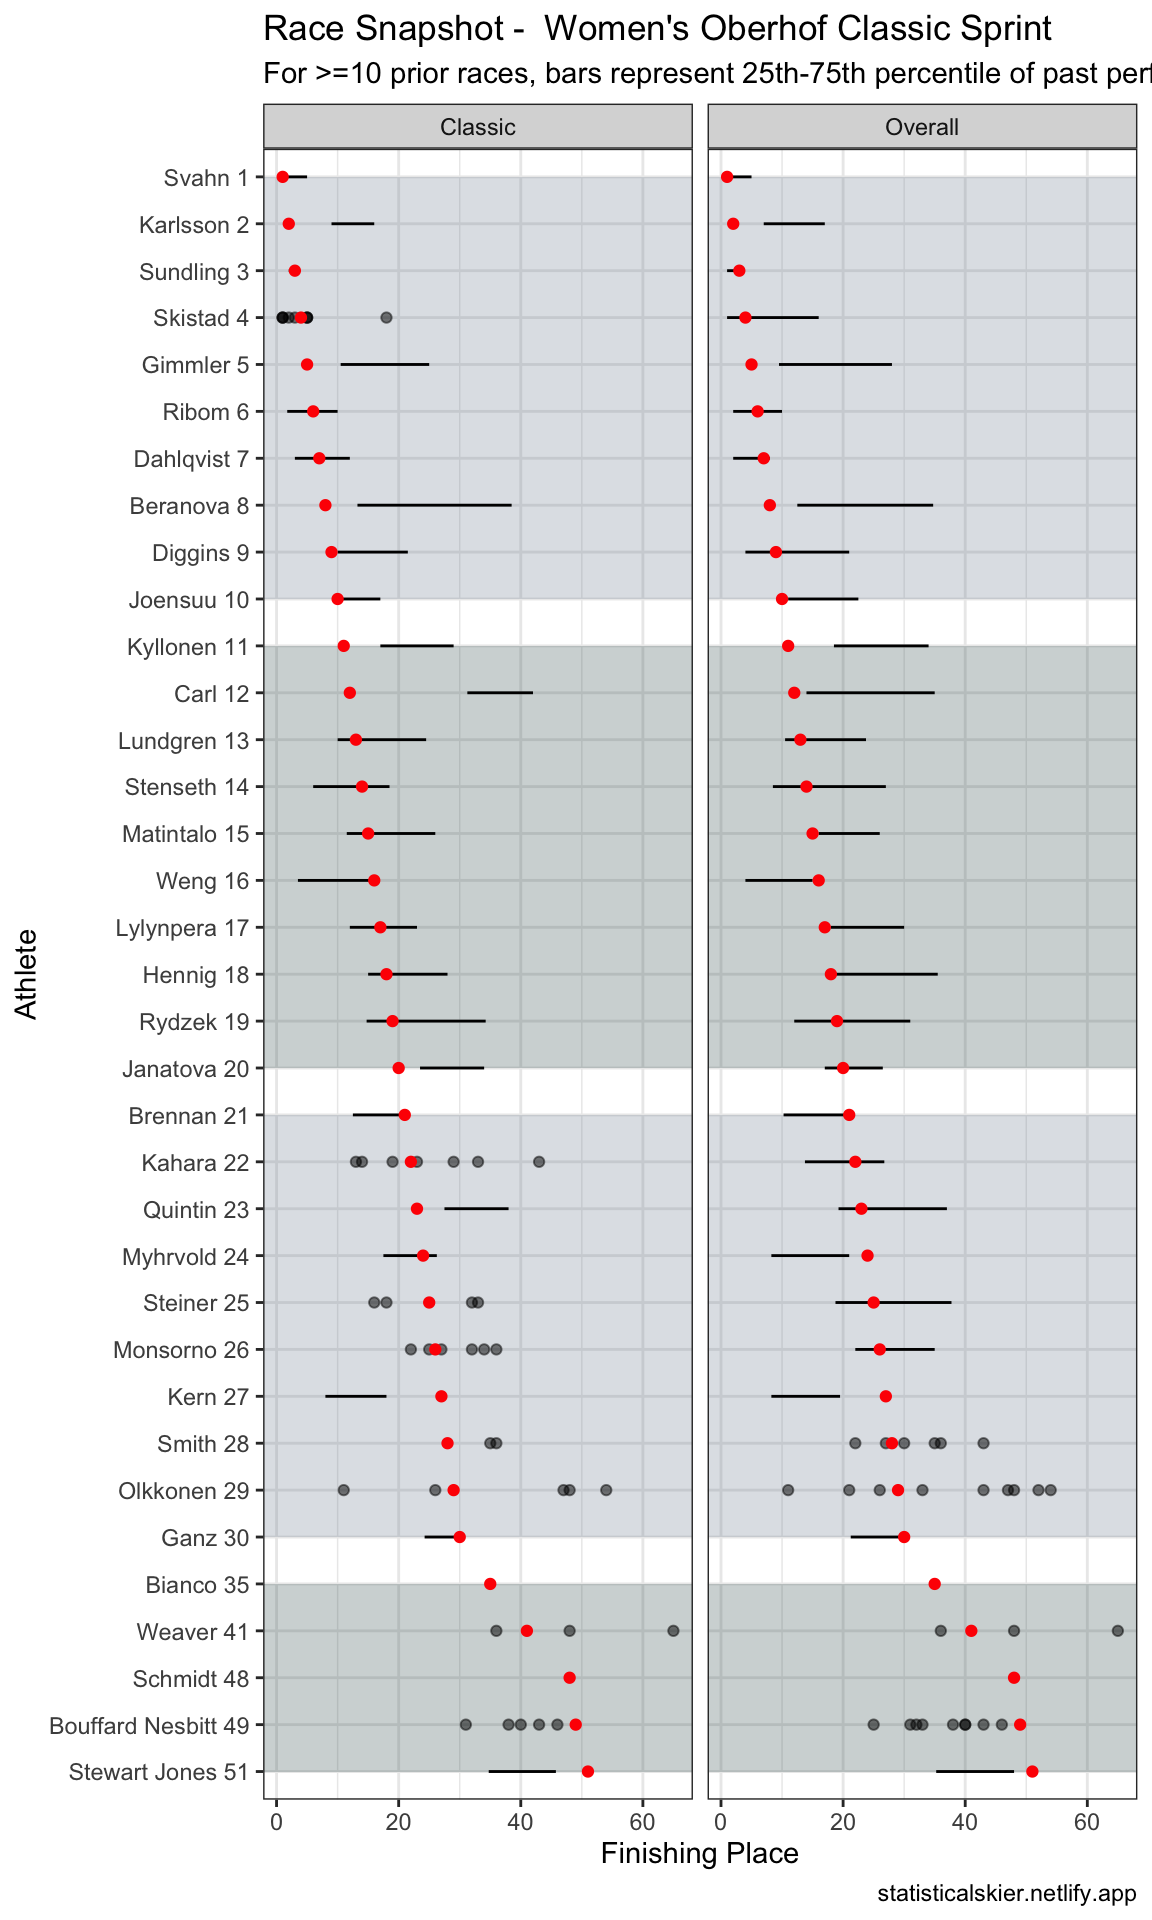 Race Snapshot -  Women's Oberhof Classic Sprint
For >=10 prior races, bars represent 25th-75th percentile of past perf
Classic
Overall
Athlete
Svahn 1
Karlsson 2
Sundling 3
Skistad 4
Gimmler 5
Ribom 6
Dahlqvist 7
Beranova 8
Diggins 9
Joensuu 10
Kyllonen 11
Carl 12
Lundgren 13
Stenseth 14
Matintalo 15
Weng 16
Lylynpera 17
Hennig 18
Rydzek 19
Janatova 20
Brennan 21
Kahara 22
Quintin 23
Myhrvold 24
Steiner 25
Monsorno 26
Kern 27
Smith 28
Olkkonen 29
Ganz 30
Bianco 35
Weaver 41
Schmidt 48
Bouffard Nesbitt 49
Stewart Jones 51
0 20 40 60
0 20 40 60
Finishing Place
statisticalskier.netlify.app